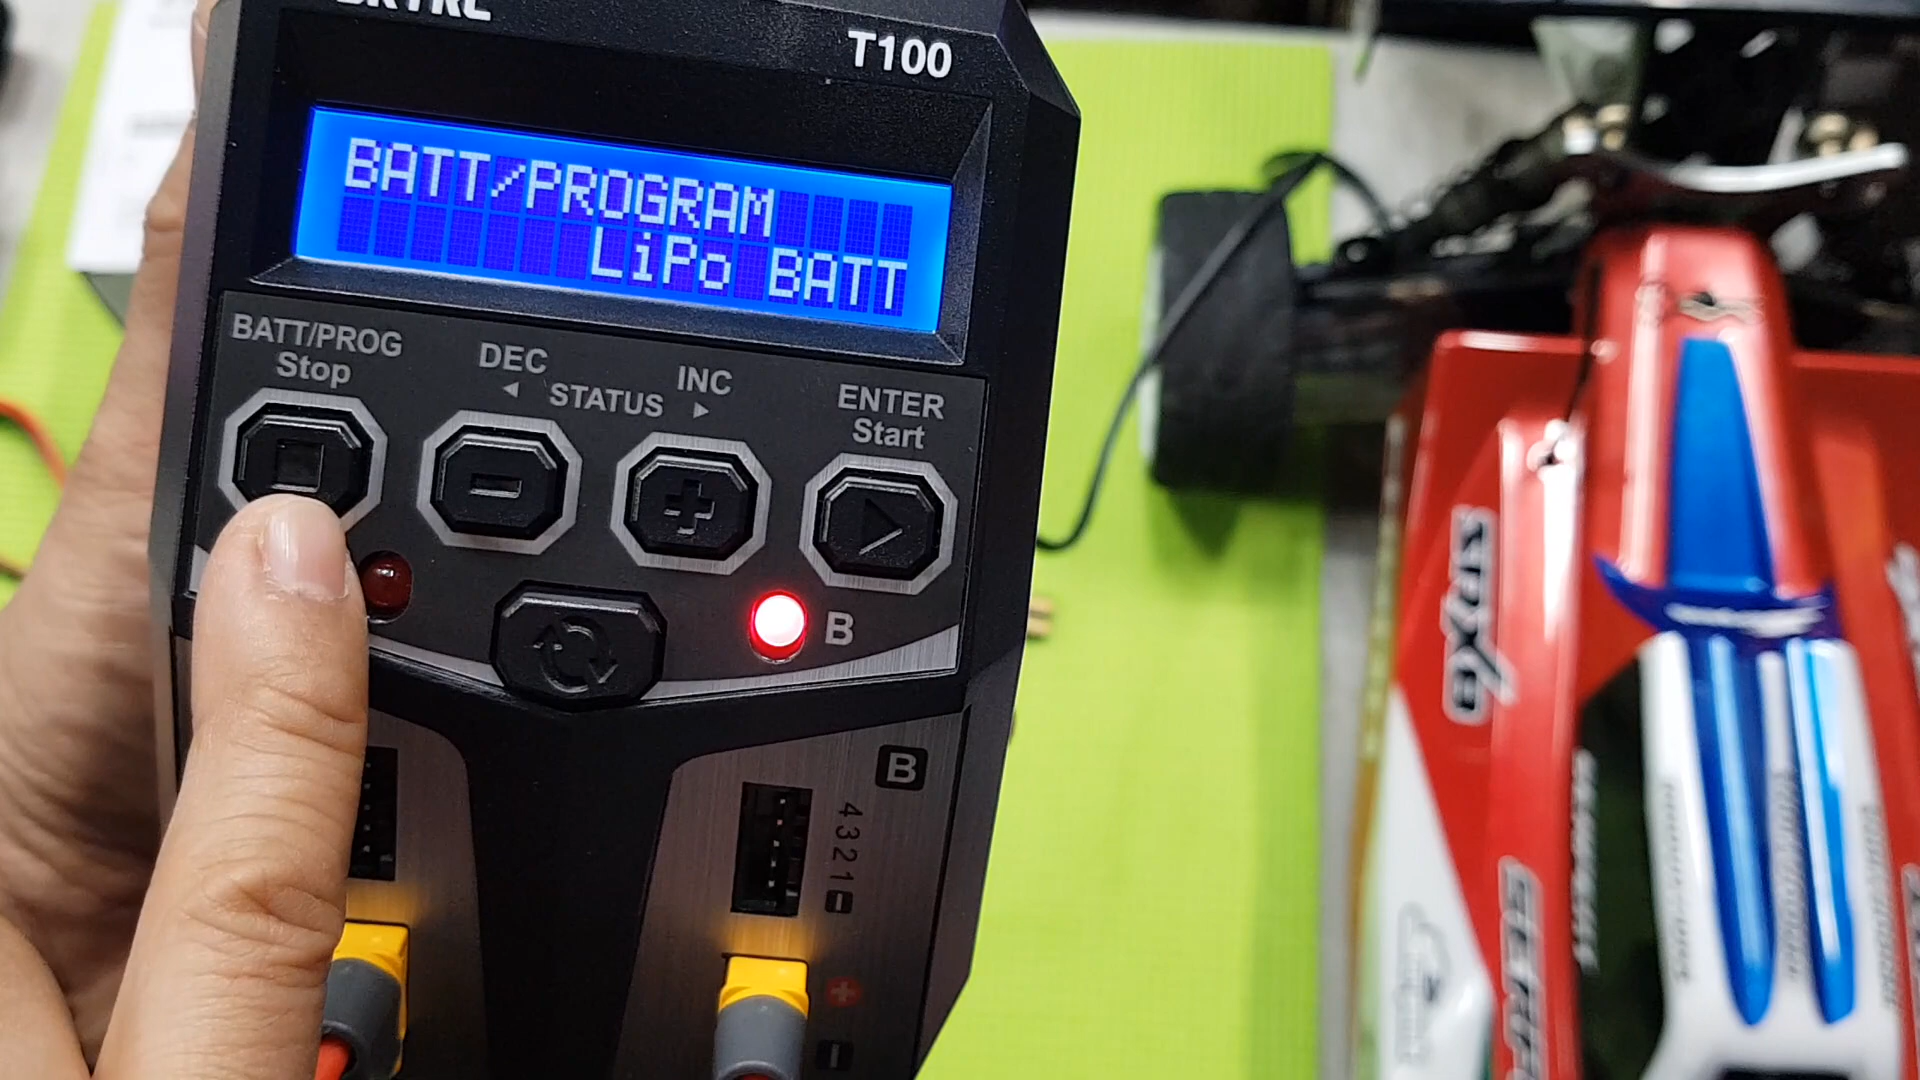 T100
BATT/PROGRAM
LiPo BATT
BATT/PROG
Stop
DEC
STATUS
INC
ENTER
Start
B
B
4 3 2 1